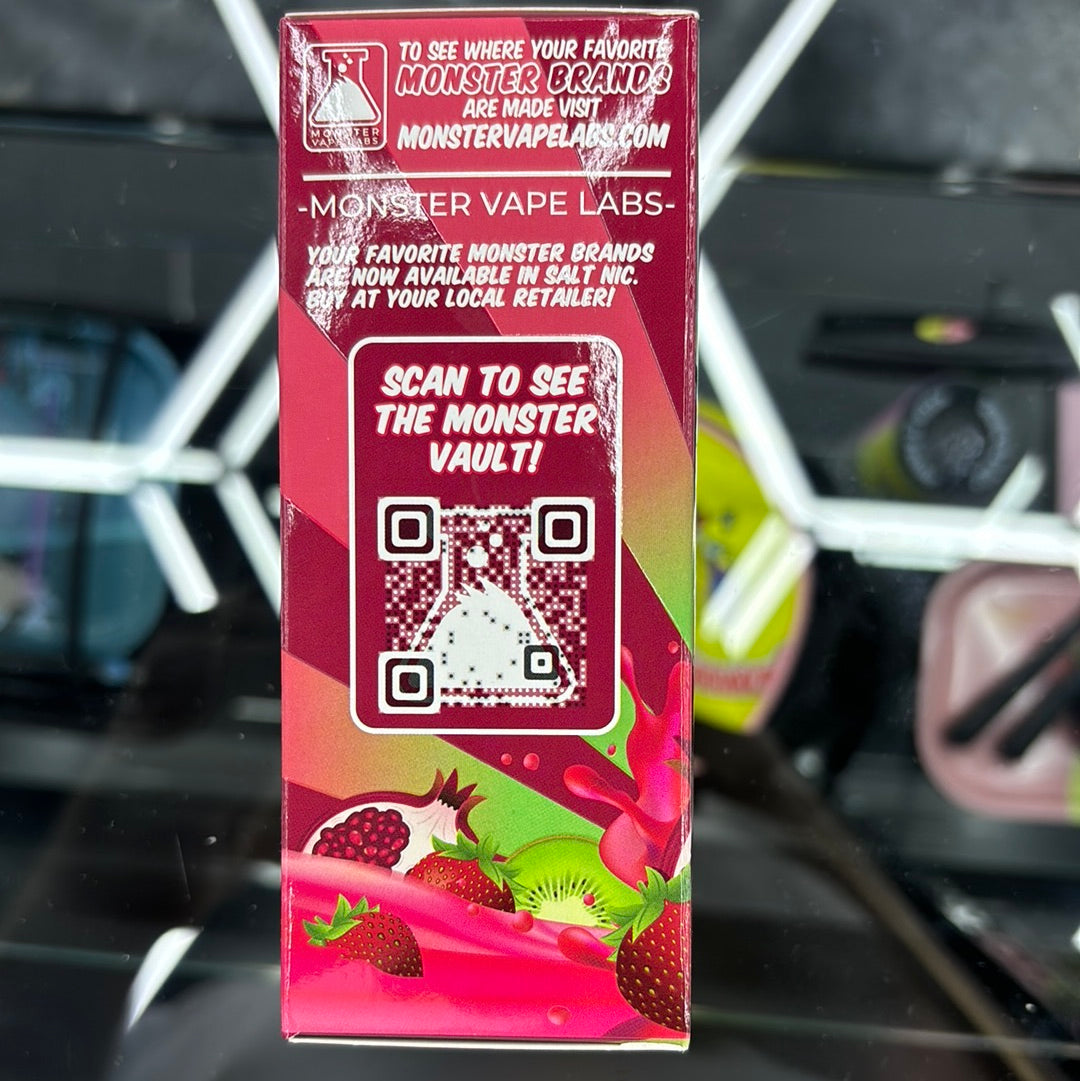 TO SEE WHERE YOUR FAVORITE
MONSTER BRANDS
ARE MADE VISIT
MONSTERVAPELABS.COM
MONSTER
VAPE LABS
-MONSTER VAPE LABS-
YOUR FAVORITE MONSTER BRANDS
ARE NOW AVAILABLE IN SALT NIC.
BUY AT YOUR LOCAL RETAILER!
SCAN TO SEE
THE MONSTER
VAULT!